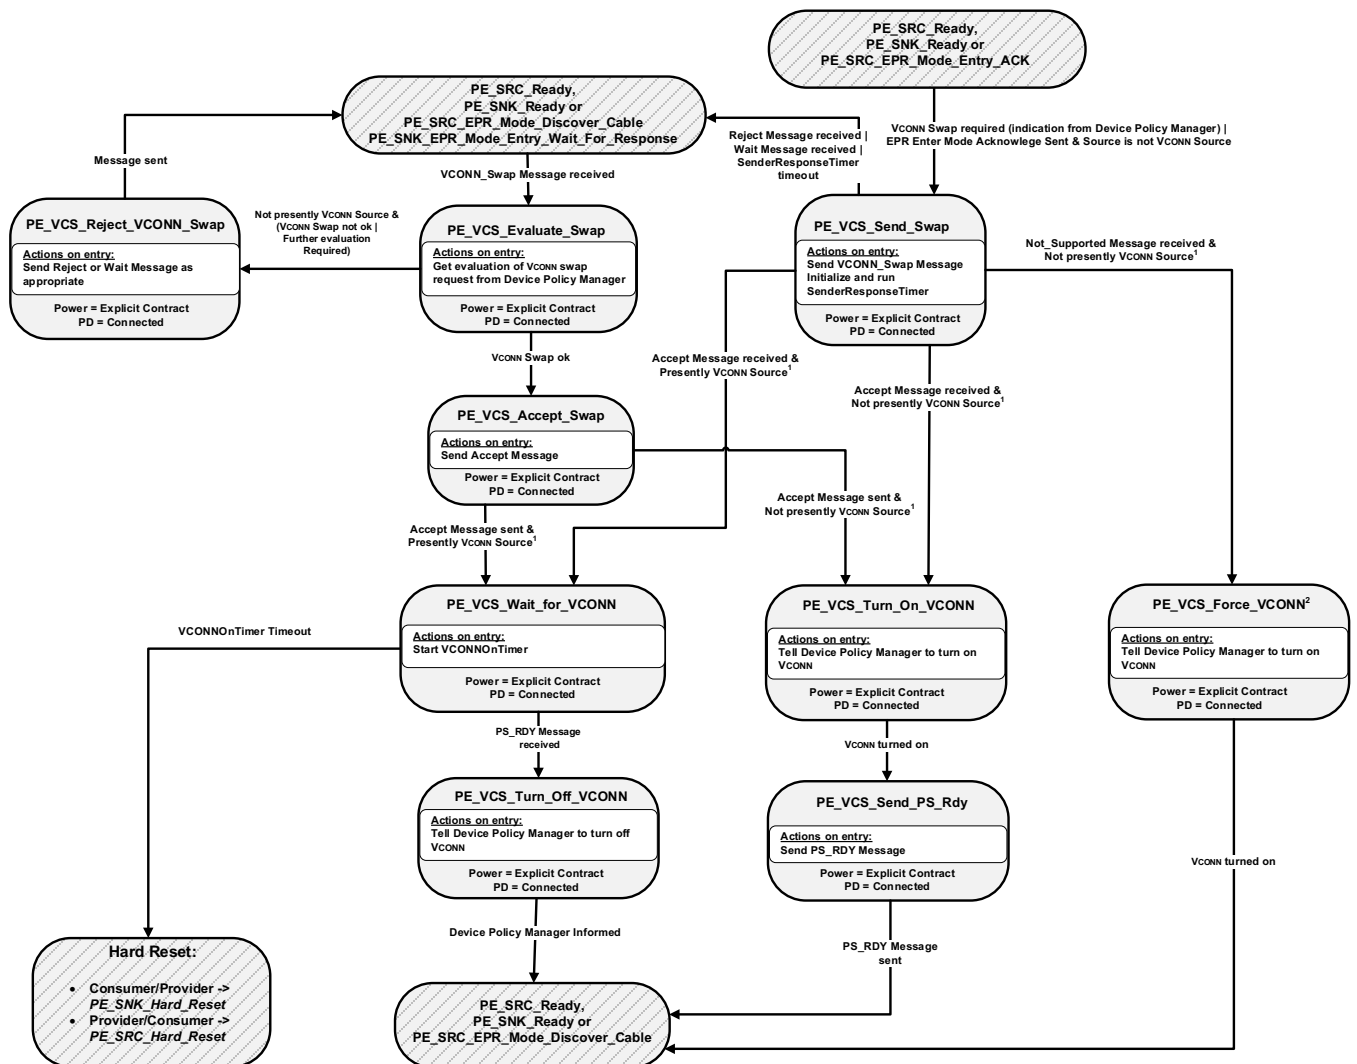 PE_SRC_Ready,
PE_SNK_Ready or
PE_SRC_EPR_Mode_Entry_ACK
PE_SRC_Ready,
PE_SNK_Ready or
PE_SRC_EPR_Mode_Discover_Cable
PE_SNK_EPR_Mode_Entry_Wait_For_Response
VCONN Swap required (indication from Device Policy Manager) |
EPR Enter Mode Acknowlege Sent & Source is not VCONN Source
Reject Message received |
Wait Message received |
SenderResponseTimer
timeout
Message sent
VCONN_Swap Message received
PE_VCS_Reject_VCONN_Swap
Actions on entry:
Send Reject or Wait Message as
appropriate
Power = Explicit Contract
PD = Connected
Not presently VCONN Source &
(VCONN Swap not ok |
Further evaluation
Required)
PE_VCS_Evaluate_Swap
Actions on entry:
Get evaluation of VCONN swap
request from Device Policy Manager
Power = Explicit Contract
PD = Connected
PE_VCS_Send_Swap
Actions on entry:
Send VCONN_Swap Message
Initialize and run
SenderResponseTimer
Power = Explicit Contract
PD = Connected
Not_Supported Message received &
Not presently VCONN Source¹
VCONN Swap ok
Accept Message received &
Presently VCONN Source¹
Accept Message received &
Not presently VCONN Source¹
PE_VCS_Accept_Swap
Actions on entry:
Send Accept Message
Power = Explicit Contract
PD = Connected
Accept Message sent &
Not presently VCONN Source¹
Accept Message sent &
Presently VCONN Source¹
PE_VCS_Wait_for_VCONN
Actions on entry:
Start VCONNOnTimer
Power = Explicit Contract
PD = Connected
PE_VCS_Turn_On_VCONN
Actions on entry:
Tell Device Policy Manager to turn on
VCONN
Power = Explicit Contract
PD = Connected
PE_VCS_Force_VCONN²
Actions on entry:
Tell Device Policy Manager to turn on
VCONN
Power = Explicit Contract
PD = Connected
VCONNOnTimer Timeout
PS_RDY Message
received
VCONN turned on
PE_VCS_Turn_Off_VCONN
Actions on entry:
Tell Device Policy Manager to turn off
VCONN
Power = Explicit Contract
PD = Connected
PE_VCS_Send_PS_Rdy
Actions on entry:
Send PS_RDY Message
Power = Explicit Contract
PD = Connected
VCONN turned on
Device Policy Manager Informed
PS_RDY Message
sent
Hard Reset:
• Consumer/Provider ->
PE_SNK_Hard_Reset
• Provider/Consumer ->
PE_SRC_Hard_Reset
PE_SRC_Ready,
PE_SNK_Ready or
PE_SRC_EPR_Mode_Discover_Cable